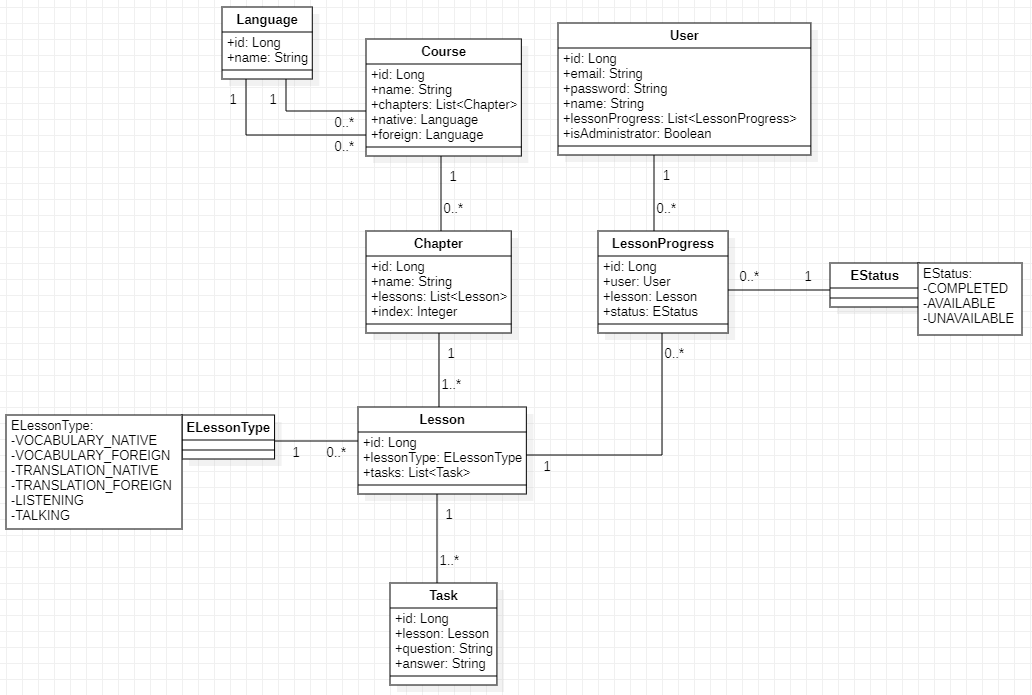 Language
+id: Long
+name: String
1
1
0..*
0..*
Course
+id: Long
+name: String
+chapters: List<Chapter>
+native: Language
+foreign: Language
1
0..*
User
+id: Long
+email: String
+password: String
+name: String
+lessonProgress: List<LessonProgress>
+isAdministrator: Boolean
1
0..*
Chapter
+id: Long
+name: String
+lessons: List<Lesson>
+index: Integer
1
1..*
LessonProgress
+id: Long
+user: User
+lesson: Lesson
+status: EStatus
0..*
1
0..*
EStatus
EStatus:
-COMPLETED
-AVAILABLE
-UNAVAILABLE
ELessonType:
-VOCABULARY_NATIVE
-VOCABULARY_FOREIGN
-TRANSLATION_NATIVE
-TRANSLATION_FOREIGN
-LISTENING
-TALKING
ELessonType
1
0..*
Lesson
+id: Long
+lessonType: ELessonType
+tasks: List<Task>
1
1
1..*
Task
+id: Long
+lesson: Lesson
+question: String
+answer: String